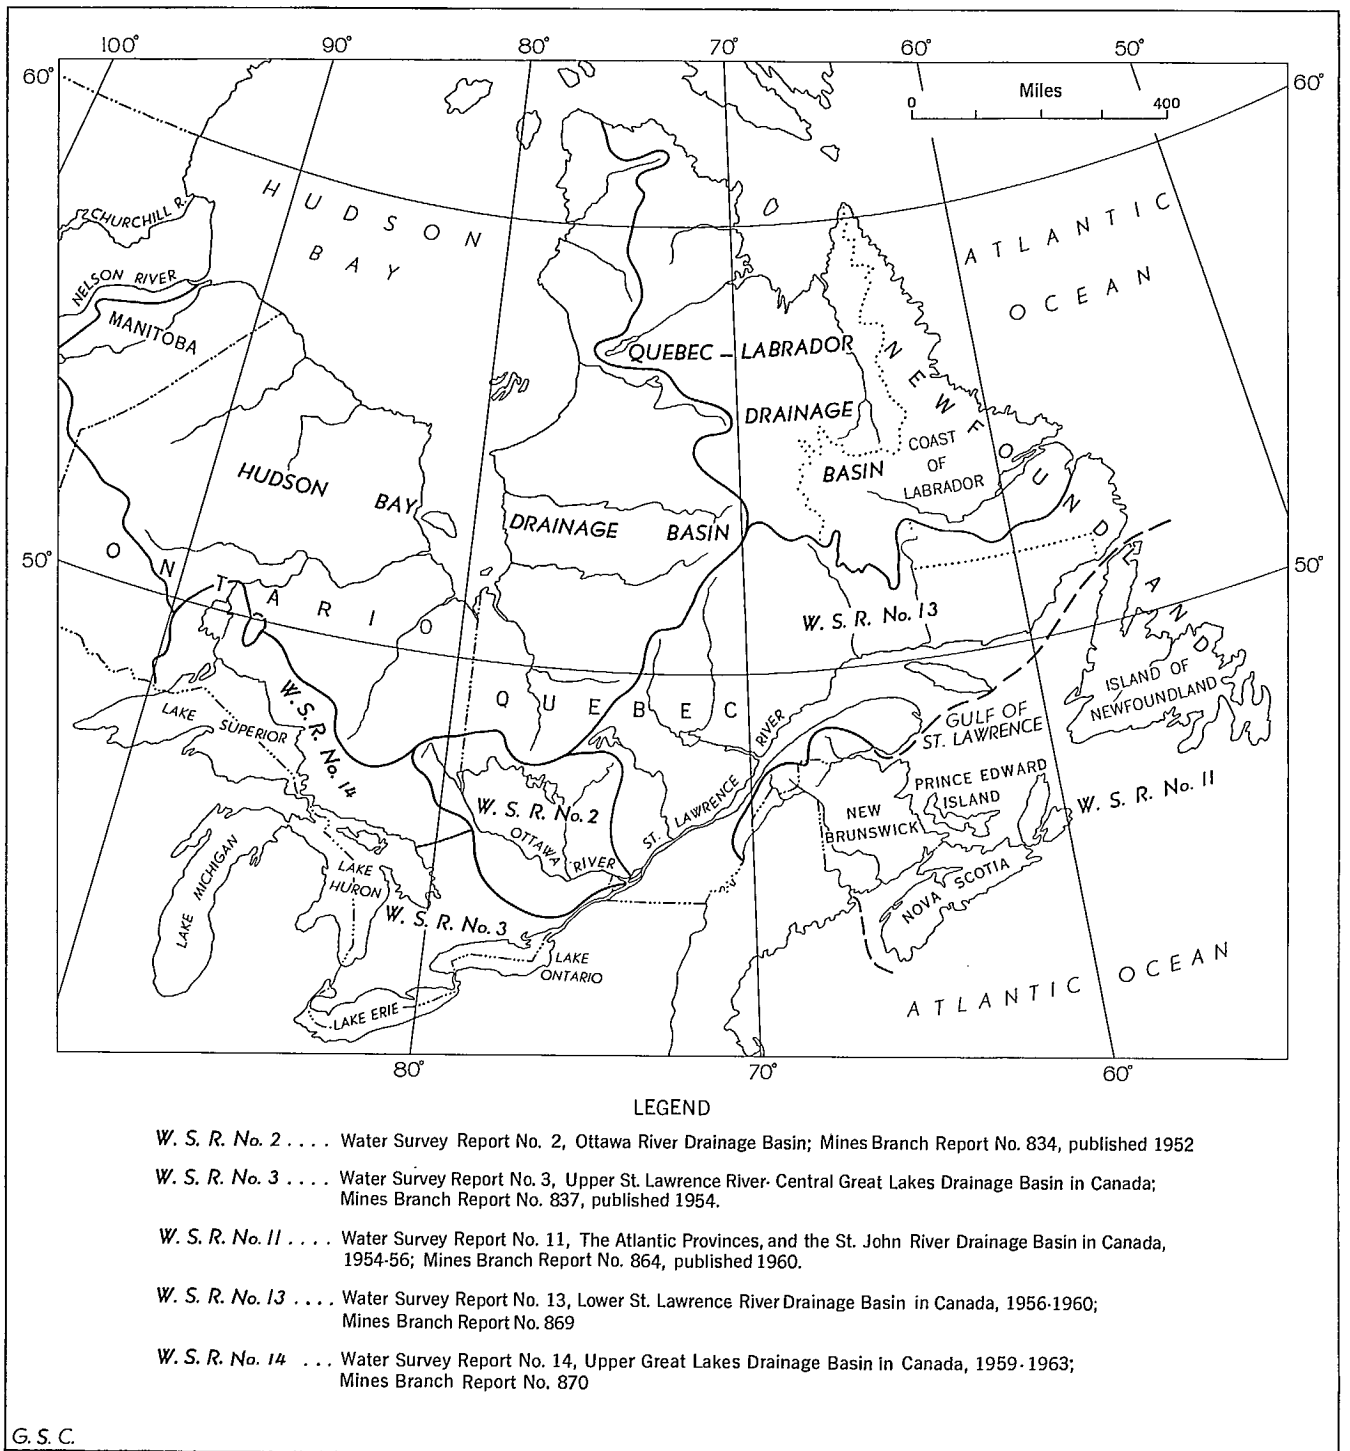 100° 90° 80° 70° 60° 50°
60° 60°
Miles
0 400
HUDSON
BAY
ATLANTIC
OCEAN
CHURCHILL R.
NELSON RIVER
MANITOBA
QUEBEC – LABRADOR
DRAINAGE
BASIN
NEWFOUNDLAND
COAST
OF
LABRADOR
HUDSON BAY
DRAINAGE BASIN
50° 50°
ONTARIO
W. S. R. No. 13
QUEBEC
ISLAND OF
NEWFOUNDLAND
LAKE SUPERIOR
W. S. R. No. 14
GULF OF
ST. LAWRENCE
ST. LAWRENCE RIVER
PRINCE EDWARD
ISLAND
W. S. R. No. 11
NEW
BRUNSWICK
W. S. R. No. 2
OTTAWA RIVER
LAKE MICHIGAN
LAKE
HURON
NOVA SCOTIA
W. S. R. No. 3
LAKE
ONTARIO
LAKE ERIE
ATLANTIC OCEAN
80° 70° 60°
LEGEND
W. S. R. No. 2 .... Water Survey Report No. 2, Ottawa River Drainage Basin; Mines Branch Report No. 834, published 1952
W. S. R. No. 3 .... Water Survey Report No. 3, Upper St. Lawrence River- Central Great Lakes Drainage Basin in Canada;
Mines Branch Report No. 837, published 1954.
W. S. R. No. 11 .... Water Survey Report No. 11, The Atlantic Provinces, and the St. John River Drainage Basin in Canada,
1954-56; Mines Branch Report No. 864, published 1960.
W. S. R. No. 13 .... Water Survey Report No. 13, Lower St. Lawrence River Drainage Basin in Canada, 1956-1960;
Mines Branch Report No. 869
W. S. R. No. 14 ... Water Survey Report No. 14, Upper Great Lakes Drainage Basin in Canada, 1959-1963;
Mines Branch Report No. 870
G. S. C.